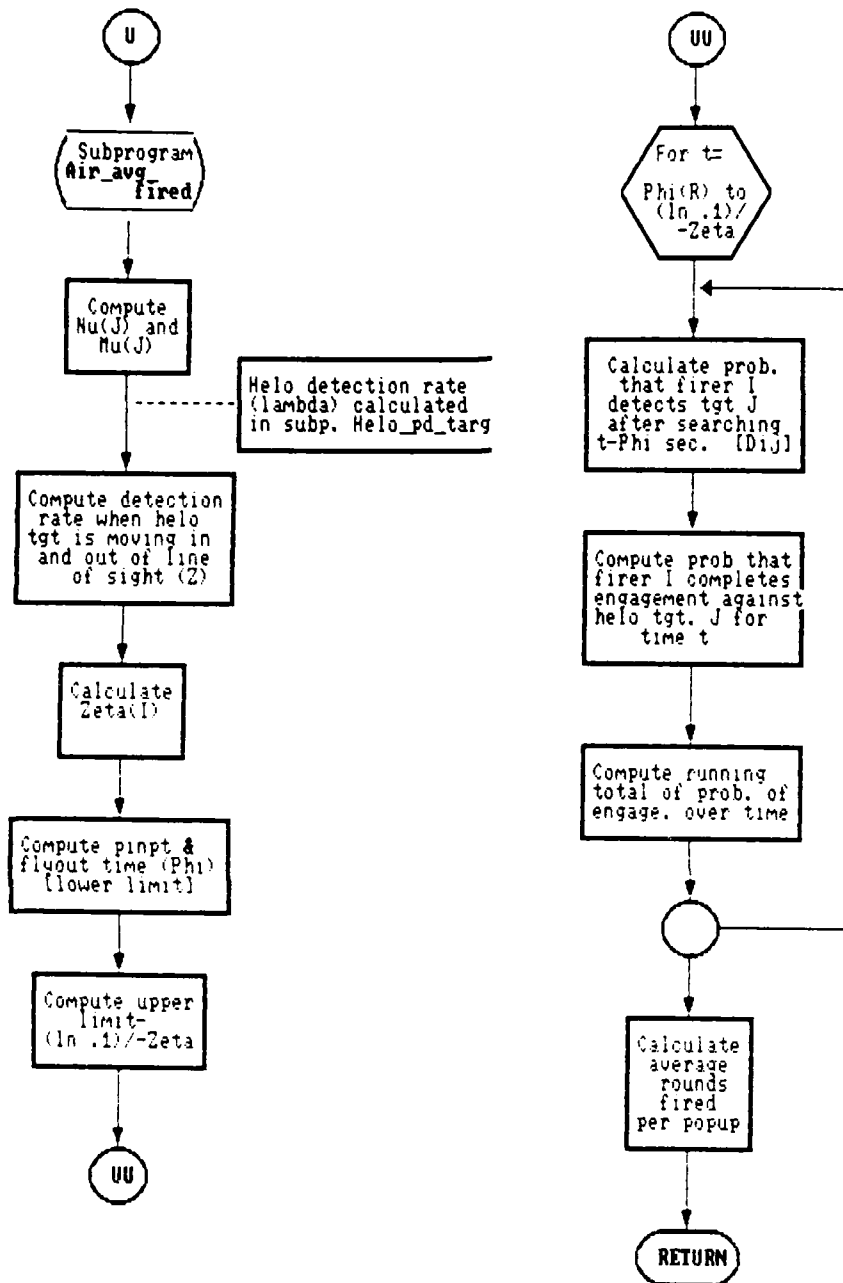 U
Subprogram
Air_avg_
fired
Compute
Nu(J) and
Mu(J)
Helo detection rate
(lambda) calculated
in subp. Helo_pd_targ
Compute detection
rate when helo
tgt is moving in
and out of line
of sight (Z)
Calculate
Zeta(I)
Compute pinpt &
flyout time (Phi)
[lower limit]
Compute upper
limit-
(ln .1)/-Zeta
UU
UU
For t=
Phi(R) to
(ln .1)/
-Zeta
Calculate prob.
that firer I
detects tgt J
after searching
t-Phi sec. [Dij]
Compute prob that
firer I completes
engagement against
helo tgt. J for
time t
Compute running
total of prob. of
engage. over time
Calculate
average
rounds
fired
per popup
RETURN